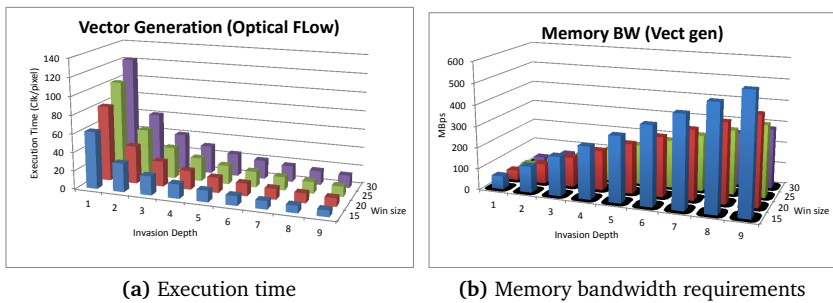 Vector Generation (Optical FLow)
Execution Time (Clk/pixel)
140
120
100
80
60
40
20
0
1 2 3 4 5 6 7 8 9
Invasion Depth
30
25
20
15
Win size
(a) Execution time
Memory BW (Vect gen)
MBps
600
500
400
300
200
100
0
1 2 3 4 5 6 7 8 9
Invasion Depth
30
25
20
15
Win size
(b) Memory bandwidth requirements